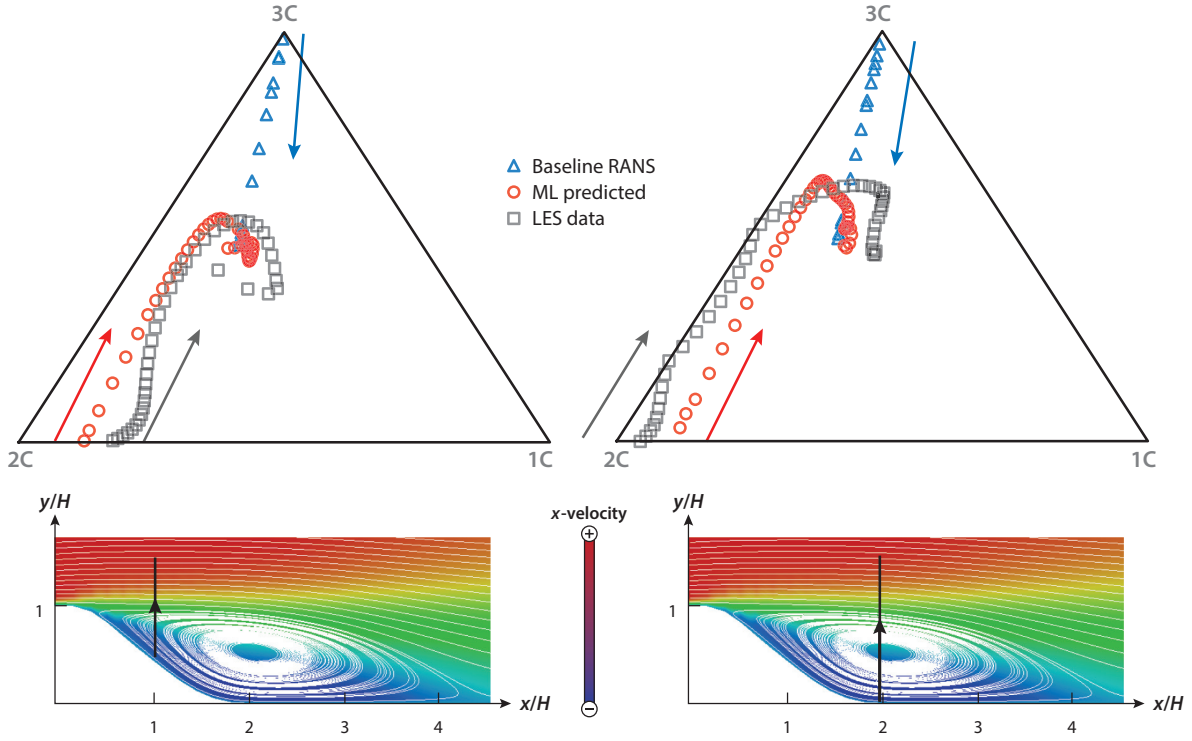 3C
3C
Baseline RANS
ML predicted
LES data
2C
1C
2C
1C
y/H
x-velocity
y/H
+
1
1
−
x/H
x/H
1
2
3
4
1
2
3
4